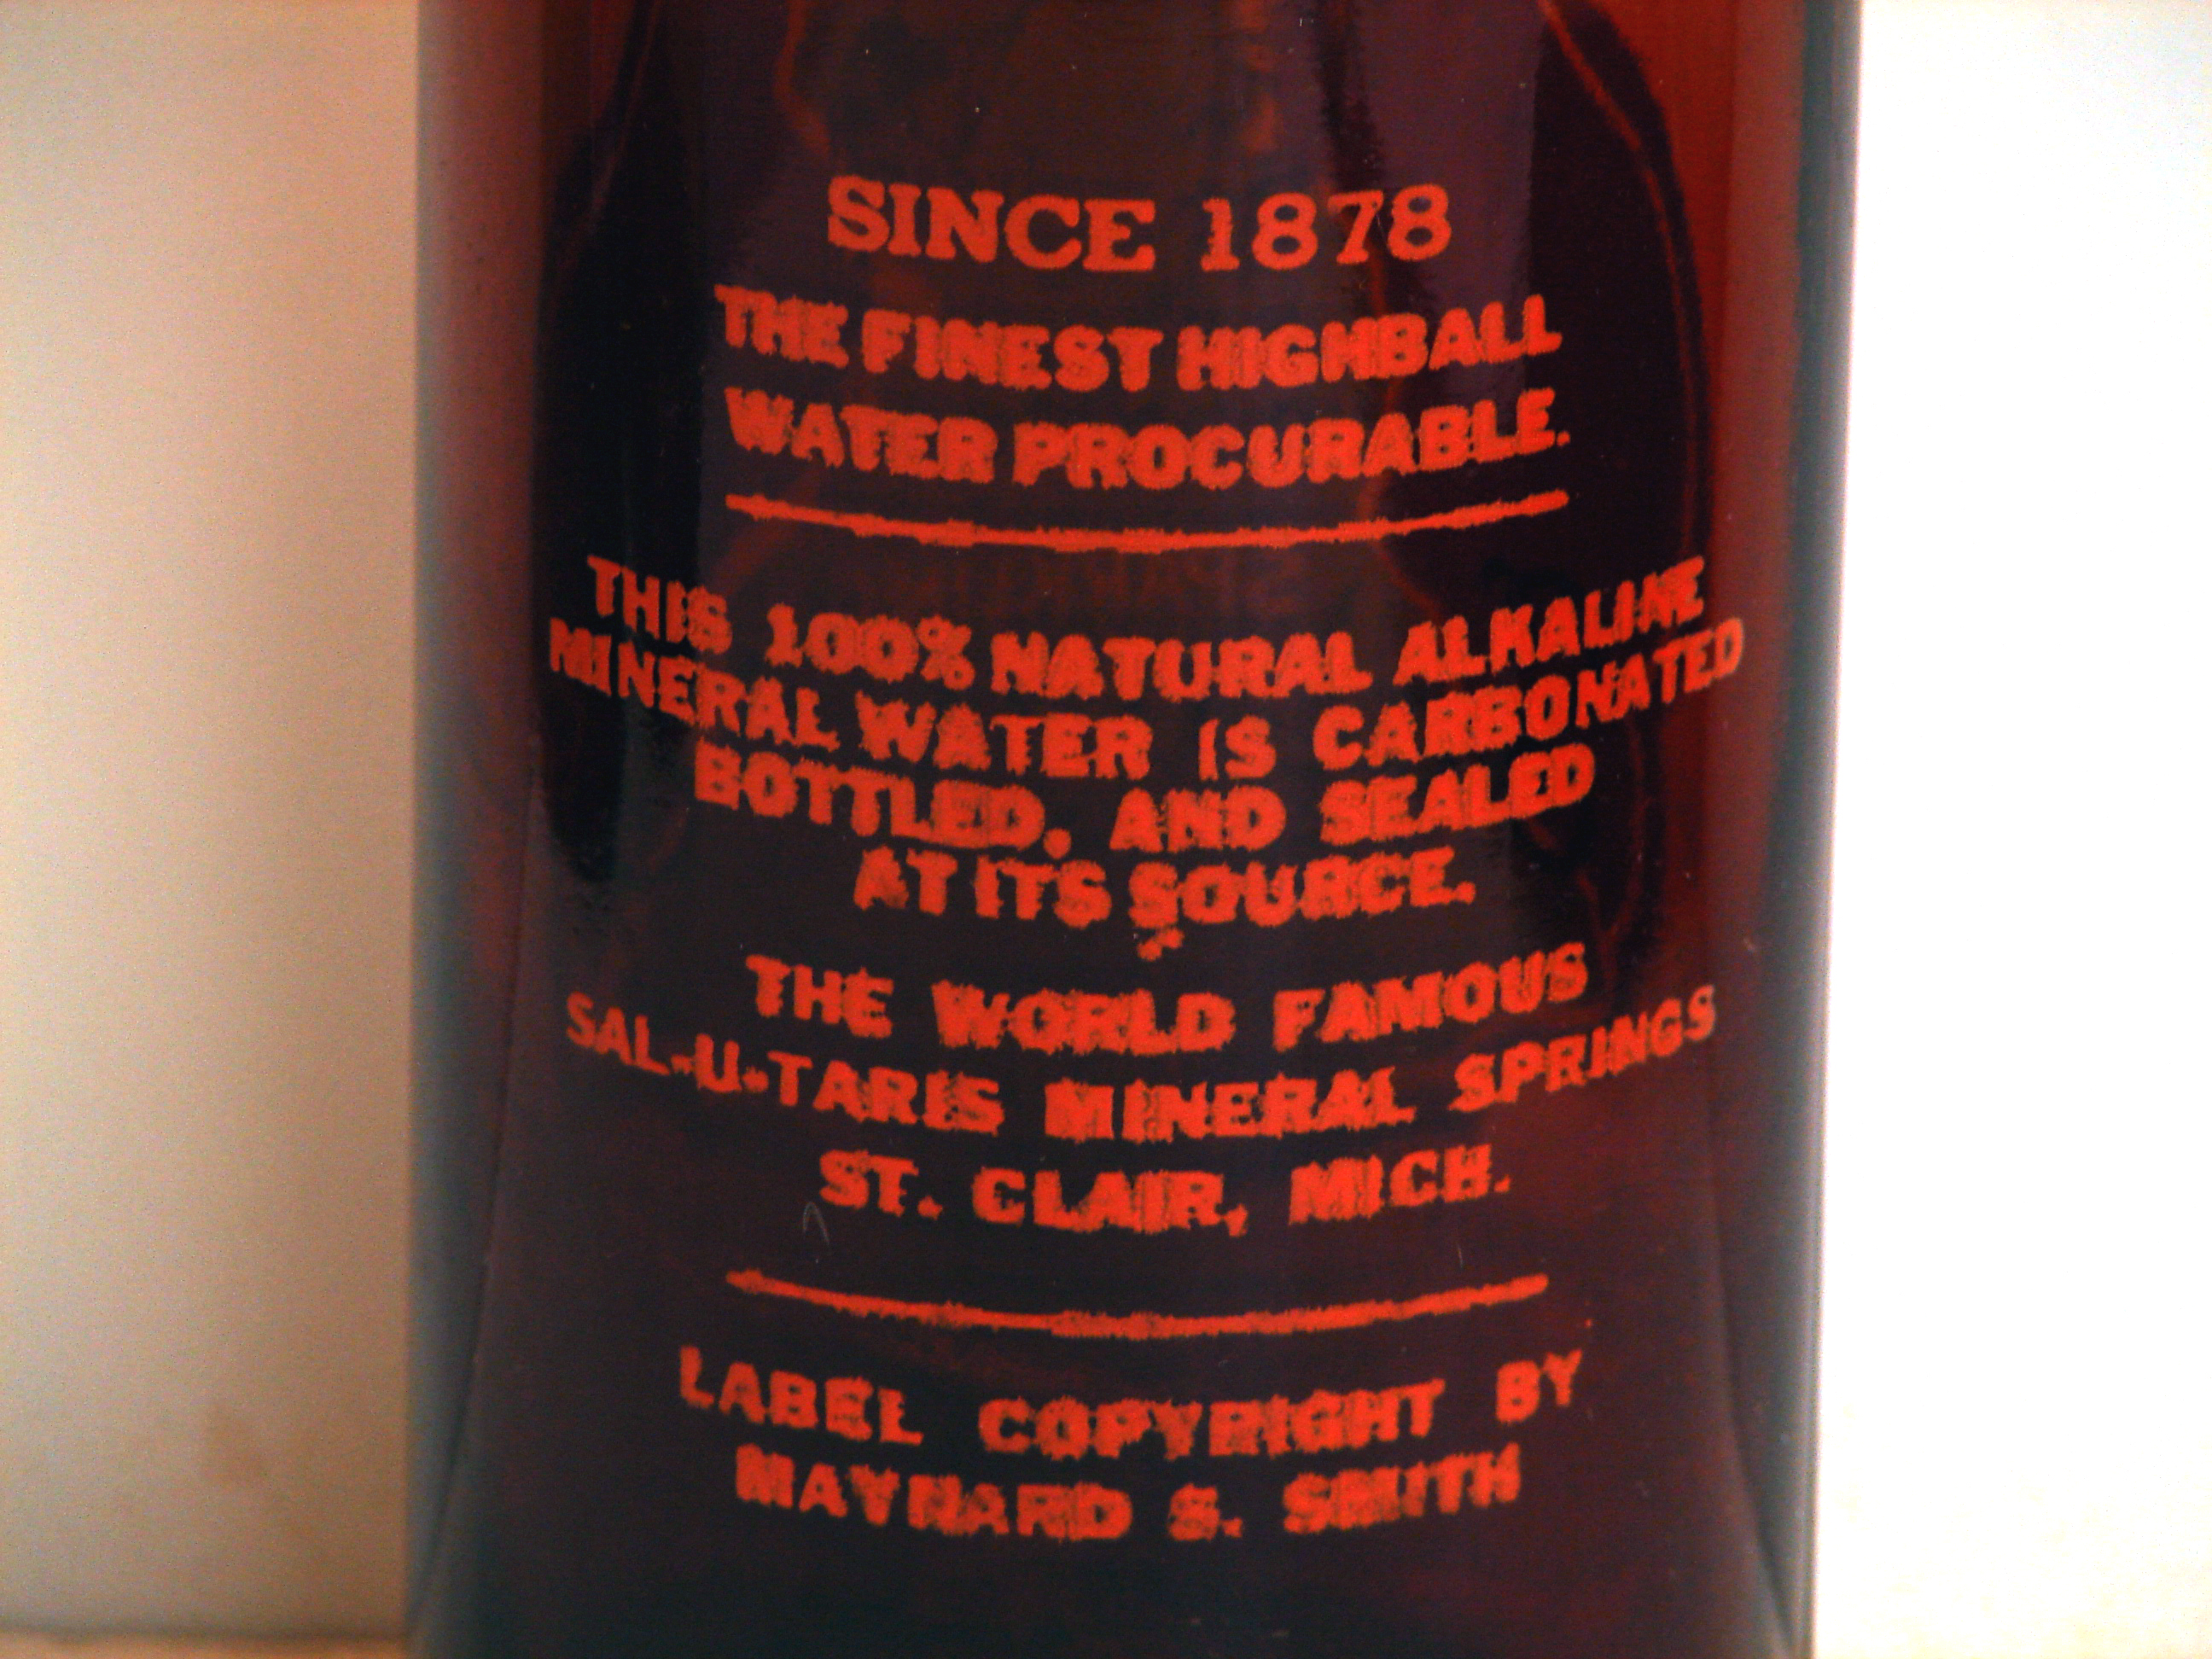 SINCE 1878
THE FINEST HIGHBALL
WATER PROCURABLE.
THIS 100% NATURAL ALKALINE
MINERAL WATER IS CARBONATED
BOTTLED, AND SEALED
AT ITS SOURCE.
THE WORLD FAMOUS
SAL-U-TARIS MINERAL SPRINGS
ST. CLAIR, MICH.
LABEL COPYRIGHT BY
MAYNARD S. SMITH